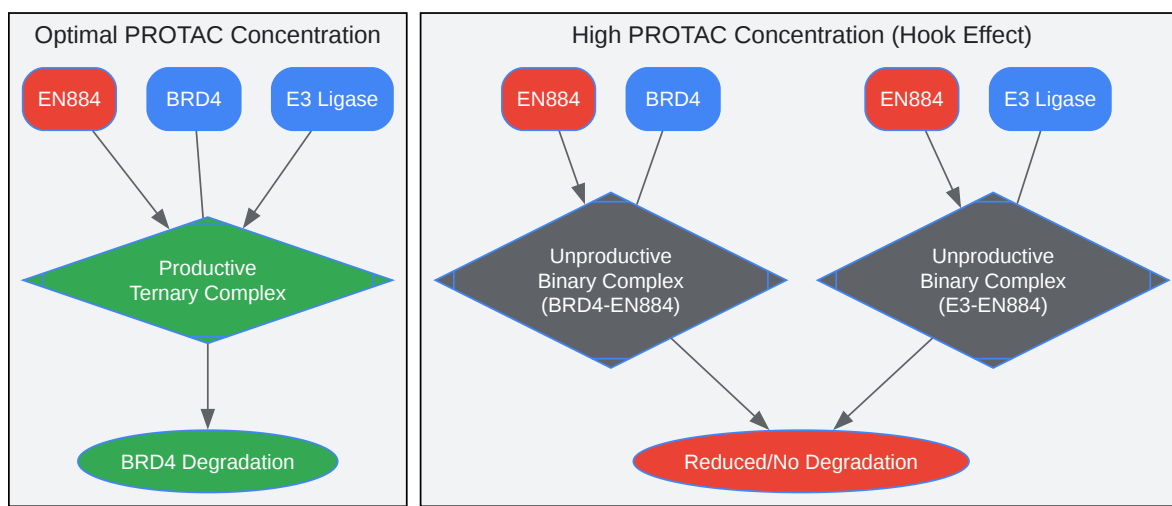 Optimal PROTAC Concentration
EN884
BRD4
E3 Ligase
Productive
Ternary Complex
BRD4 Degradation
High PROTAC Concentration (Hook Effect)
EN884
BRD4
EN884
E3 Ligase
Unproductive
Binary Complex
(BRD4-EN884)
Unproductive
Binary Complex
(E3-EN884)
Reduced/No Degradation